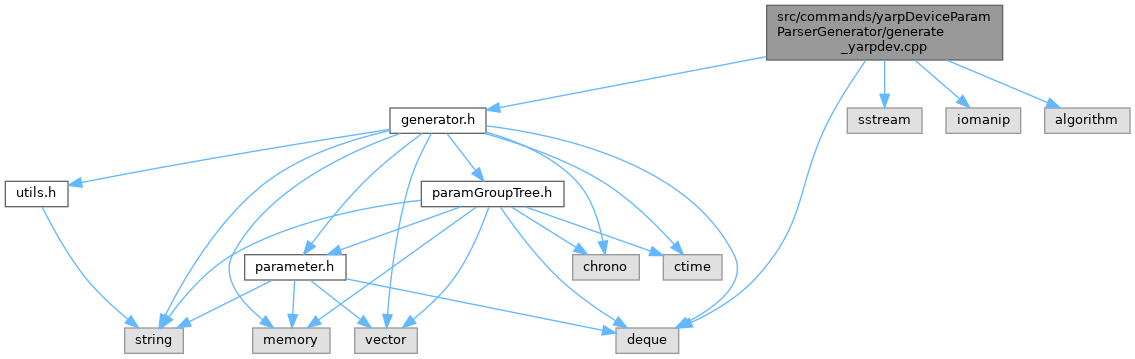 src/commands/yarpDeviceParam
ParserGenerator/generate
_yarpdev.cpp
generator.h
sstream
iomanip
algorithm
utils.h
paramGroupTree.h
parameter.h
chrono
ctime
string
memory
vector
deque